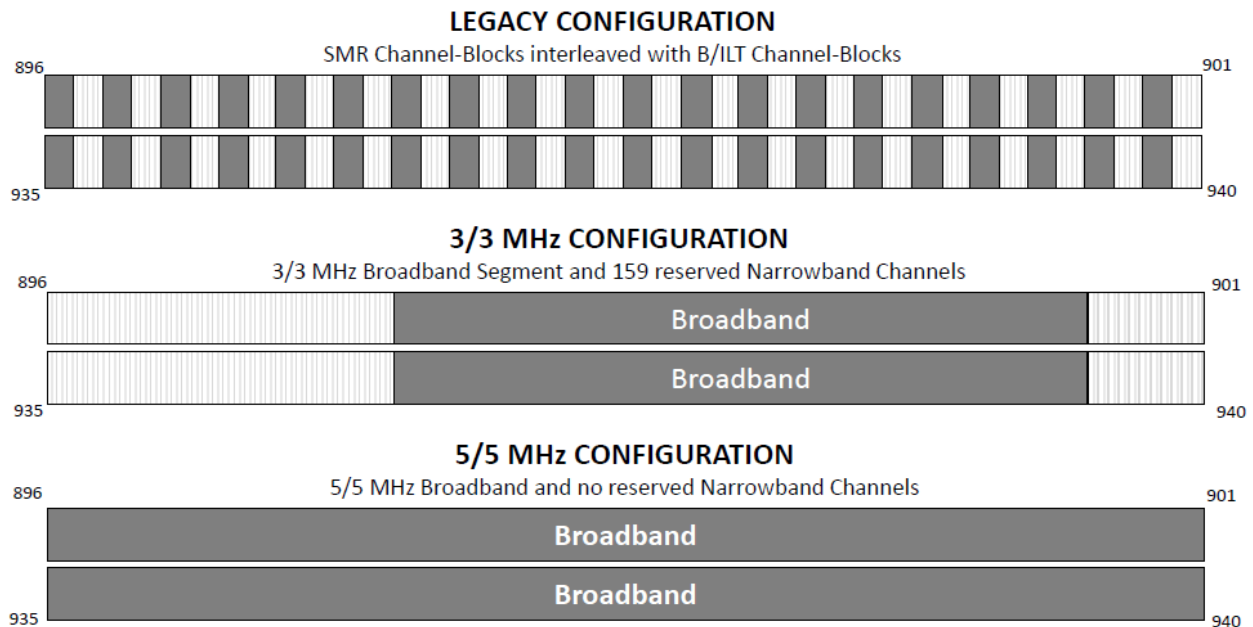 LEGACY CONFIGURATION
SMR Channel-Blocks interleaved with B/ILT Channel-Blocks
896
901
935
940
3/3 MHz CONFIGURATION
3/3 MHz Broadband Segment and 159 reserved Narrowband Channels
896
901
Broadband
Broadband
935
940
5/5 MHz CONFIGURATION
5/5 MHz Broadband and no reserved Narrowband Channels
896
901
Broadband
Broadband
935
940